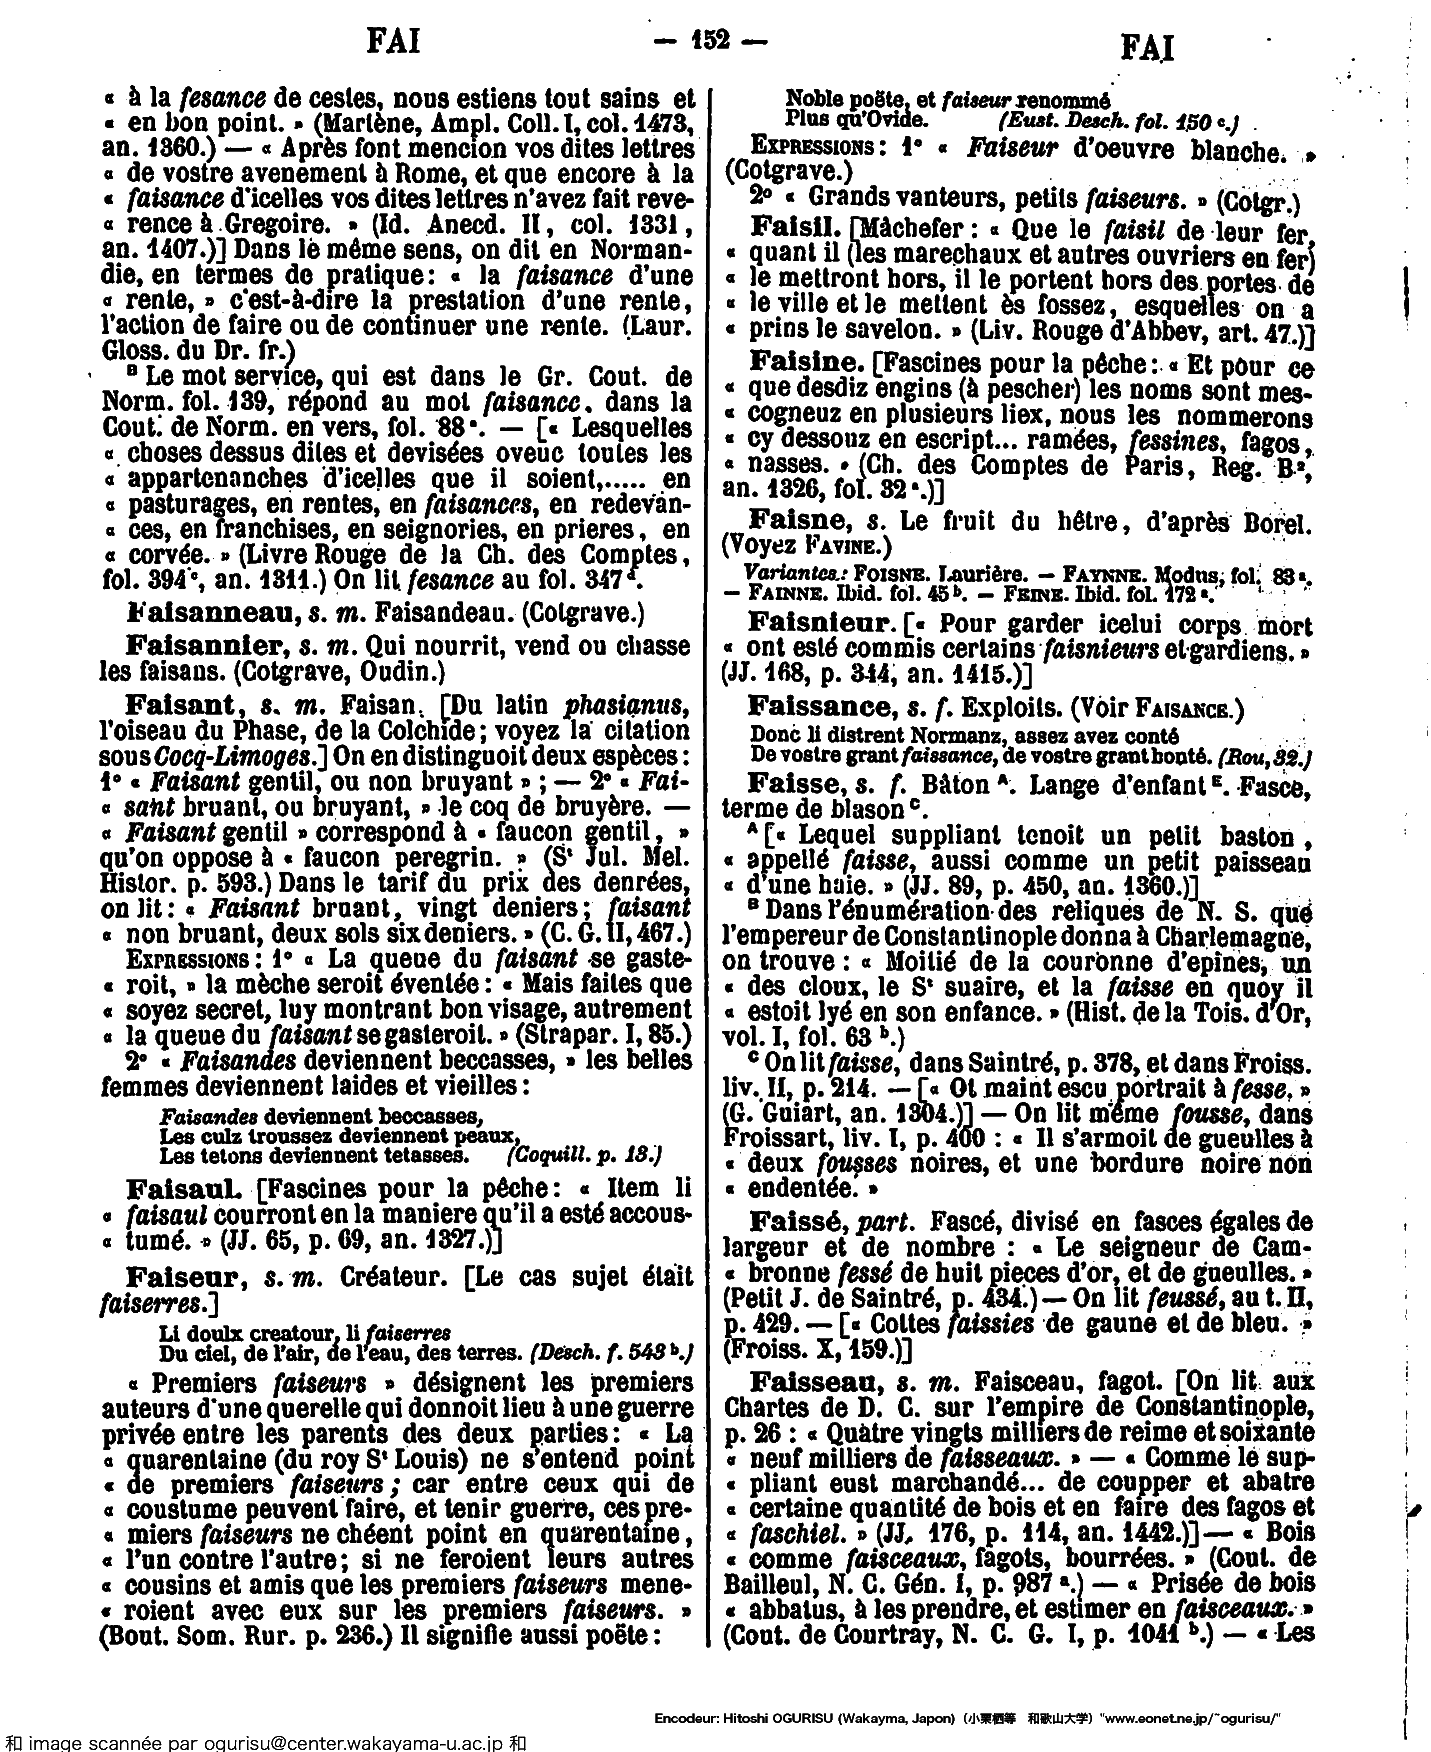 FAI
— 152 —
FAI
« à la fesance de cestes, nous estiens tout sains et
« en bon point. » (Martène, Ampl. Coll. I, col. 1473,
an. 1360.) — « Après font mencion vos dites lettres
« de vostre avenement à Rome, et que encore à la
« faisance d'icelles vos dites lettres n'avez fait reve-
« rence à Gregoire. » (Id. Anecd. II, col. 1331,
an. 1407.)] Dans le même sens, on dit en Norman-
die, en termes de pratique : « la faisance d'une
« rente, » c'est-à-dire la prestation d'une rente,
l'action de faire ou de continuer une rente. (Laur.
Gloss. du Dr. fr.)
B Le mot service, qui est dans le Gr. Cout. de
Norm. fol. 139, répond au mot faisance, dans la
Cout. de Norm. en vers, fol. 88 a. — [« Lesquelles
« choses dessus dites et devisées oveuc toutes les
« appartenanches d'icelles que il soient,..... en
« pasturages, en rentes, en faisances, en redevan-
« ces, en franchises, en seignories, en prieres, en
« corvée. » (Livre Rouge de la Ch. des Comptes,
fol. 394 c, an. 1311.) On lit fesance au fol. 347 d.
Faisanneau, s. m. Faisandeau. (Cotgrave.)
Faisannier, s. m. Qui nourrit, vend ou chasse
les faisans. (Cotgrave, Oudin.)
Faisant, s. m. Faisan. [Du latin phasianus,
l'oiseau du Phase, de la Colchide ; voyez la citation
sous Cocq-Limoges.] On en distinguoit deux espèces :
1° « Faisant gentil, ou non bruyant » ; — 2° « Fai-
« sant bruant, ou bruyant, » le coq de bruyère. —
« Faisant gentil » correspond à « faucon gentil, »
qu'on oppose à « faucon peregrin. » (St Jul. Mel.
Histor. p. 593.) Dans le tarif du prix des denrées,
on lit : « Faisant bruant, vingt deniers ; faisant
« non bruant, deux sols six deniers. » (C. G. II, 467.)
EXPRESSIONS : 1° « La queue du faisant se gaste-
« roit, » la mèche seroit éventée : « Mais faites que
« soyez secret, luy montrant bon visage, autrement
« la queue du faisant se gasteroit. » (Strapar. I, 85.)
2° « Faisandes deviennent beccasses, » les belles
femmes deviennent laides et vieilles :
Faisandes deviennent beccasses,
Les culz troussez deviennent peaux,
Les tetons deviennent tetasses. (Coquill. p. 13.)
Faisaul. [Fascines pour la pêche : « Item li
« faisaul courront en la maniere qu'il a esté accous-
« tumé. » (JJ. 65, p. 69, an. 1327.)]
Faiseur, s. m. Créateur. [Le cas sujet était
faiserres.]
Li doulx creatour, li faiserres
Du ciel, de l'air, de l'eau, des terres. (Desch. f. 543 b.)
« Premiers faiseurs » désignent les premiers
auteurs d'une querelle qui donnoit lieu à une guerre
privée entre les parents des deux parties : « La
« quarentaine (du roy St Louis) ne s'entend point
« de premiers faiseurs ; car entre ceux qui de
« coustume peuvent faire, et tenir guerre, ces pre-
« miers faiseurs ne chéent point en quarentaine,
« l'un contre l'autre ; si ne feroient leurs autres
« cousins et amis que les premiers faiseurs mene-
« roient avec eux sur les premiers faiseurs. »
(Bout. Som. Rur. p. 236.) Il signifie aussi poëte :
Noble poëte, et faiseur renommé
Plus qu'Ovide. (Eust. Desch. fol. 150 c.)
EXPRESSIONS : 1° « Faiseur d'oeuvre blanche. »
(Cotgrave.)
2° « Grands vanteurs, petits faiseurs. » (Cotgr.)
Faisil. [Mâchefer : « Que le faisil de leur fer,
« quant il (les marechaux et autres ouvriers en fer)
« le mettront hors, il le portent hors des portes de
« le ville et le mettent ès fossez, esquelles on a
« prins le savelon. » (Liv. Rouge d'Abbev, art. 47.)]
Faisine. [Fascines pour la pêche : « Et pour ce
« que desdiz engins (à pescher) les noms sont mes-
« cogneuz en plusieurs liex, nous les nommerons
« cy dessouz en escript... ramées, fessines, fagos,
« nasses. » (Ch. des Comptes de Paris, Reg. B 2,
an. 1326, fol. 32 a.)]
Faisne, s. Le fruit du hêtre, d'après Borel.
(Voyez FAVINE.)
Variantes : FOISNE. Laurière. — FAYNNE. Modus, fol. 83 a.
— FAINNE. Ibid. fol. 45 b. — FEINE. Ibid. fol. 172 a.
Faisnieur. [« Pour garder icelui corps mort
« ont esté commis certains faisnieurs et gardiens. »
(JJ. 168, p. 344, an. 1415.)]
Faissance, s. f. Exploits. (Voir FAISANCE.)
Donc li distrent Normanz, assez avez conté
De vostre grant faissance, de vostre grant bonté. (Rou, 32.)
Faisse, s. f. Bâton A. Lange d'enfant B. Fasce,
terme de blason C.
A [« Lequel suppliant tenoit un petit baston,
« appellé faisse, aussi comme un petit paisseau
« d'une haie. » (JJ. 89, p. 450, an. 1360.)]
B Dans l'énumération des reliques de N. S. que
l'empereur de Constantinople donna à Charlemagne,
on trouve : « Moitié de la couronne d'epines, un
« des cloux, le St suaire, et la faisse en quoy il
« estoit lyé en son enfance. » (Hist. de la Tois. d'Or,
vol. I, fol. 63 b.)
C On lit faisse, dans Saintré, p. 378, et dans Froiss.
liv. II, p. 214. — [« Ot maint escu portrait à fesse. »
(G. Guiart, an. 1304.)] — On lit même fousse, dans
Froissart, liv. I, p. 400 : « Il s'armoit de gueulles à
« deux fousses noires, et une bordure noire non
« endentée. »
Faissé, part. Fascé, divisé en fasces égales de
largeur et de nombre : « Le seigneur de Cam-
« bronne fessé de huit pieces d'or, et de gueulles. »
(Petit J. de Saintré, p. 434.) — On lit feussé, au t. II,
p. 429. — [« Cottes faissies de gaune et de bleu. »
(Froiss. X, 159.)]
Faisseau, s. m. Faisceau, fagot. [On lit aux
Chartes de D. C. sur l'empire de Constantinople,
p. 26 : « Quatre vingts milliers de reime et soixante
« neuf milliers de faisseaux. » — « Comme le sup-
« pliant eust marchandé... de coupper et abatre
« certaine quantité de bois et en faire des fagos et
« faschiel. » (JJ. 176, p. 114, an. 1442.)] — « Bois
« comme faisceaux, fagots, bourrées. » (Cout. de
Bailleul, N. C. Gén. I, p. 987 a.) — « Prisée de bois
« abbatus, à les prendre, et estimer en faisceaux. »
(Cout. de Courtray, N. C. G. I, p. 1041 b.) — « Les
Encodeur: Hitoshi OGURISU (Wakayma, Japon) (小栗栖等 和歌山大学) "www.eonet.ne.jp/~ogurisu/"
和 image scannée par ogurisu@center.wakayama-u.ac.jp 和